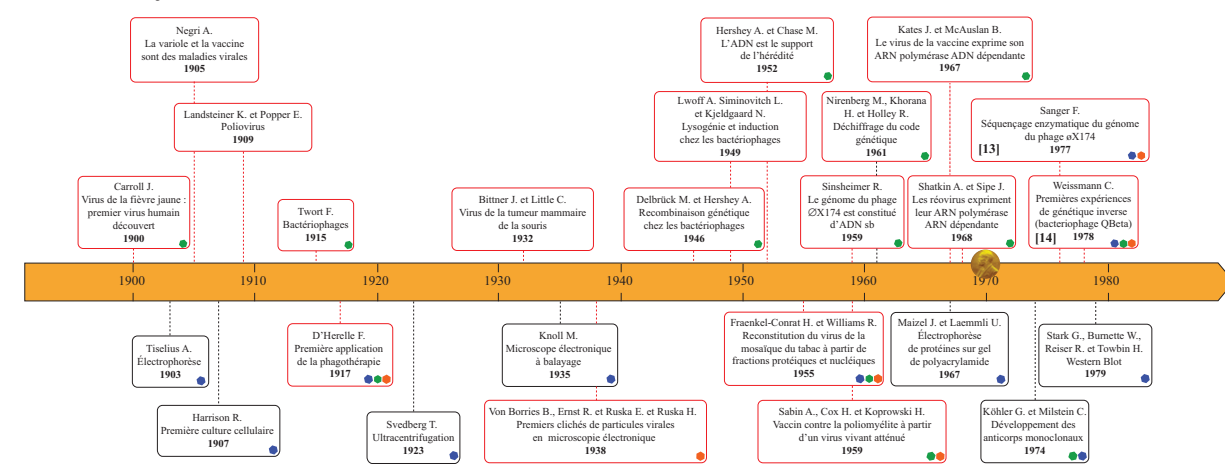 Negri A.
La variole et la vaccine
sont des maladies virales
1905
Hershey A. et Chase M.
L'ADN est le support
de l'hérédité
1952
Kates J. et McAuslan B.
Le virus de la vaccine exprime son
ARN polymérase ADN dépendante
1967
Landsteiner K. et Popper E.
Poliovirus
1909
Lwoff A. Siminovitch L.
et Kjeldgaard N.
Lysogénie et induction
chez les bactériophages
1949
Nirenberg M., Khorana
H. et Holley R.
Déchiffrage du code
génétique
1961
Sanger F.
Séquençage enzymatique du génome
du phage øX174
[13] 1977
Carroll J.
Virus de la fièvre jaune :
premier virus humain
découvert
1900
Twort F.
Bactériophages
1915
Bittner J. et Little C.
Virus de la tumeur mammaire
de la souris
1932
Delbrück M. et Hershey A.
Recombinaison génétique
chez les bactériophages
1946
Sinsheimer R.
Le génome du phage
∅X174 est constitué
d'ADN sb
1959
Shatkin A. et Sipe J.
Les réovirus expriment
leur ARN polymérase
ARN dépendante
1968
Weissmann C.
Premières expériences
de génétique inverse
(bacteriophage QBeta)
[14] 1978
1900 1910 1920 1930 1940 1950 1960 1970 1980
Tiselius A.
Électrophorèse
1903
D'Herelle F.
Première application
de la phagothérapie
1917
Knoll M.
Microscope électronique
à balayage
1935
Fraenkel-Conrat H. et Williams R.
Reconstitution du virus de la
mosaïque du tabac à partir de
fractions protéiques et nucléiques
1955
Maizel J. et Laemmli U.
Électrophorèse
de protéines sur gel
de polyacrylamide
1967
Stark G., Burnette W.,
Reiser R. et Towbin H.
Western Blot
1979
Harrison R.
Première culture cellulaire
1907
Svedberg T.
Ultracentrifugation
1923
Von Borries B., Ernst R. et Ruska E. et Ruska H.
Premiers clichés de particules virales
en microscopie électronique
1938
Sabin A., Cox H. et Koprowski H.
Vaccin contre la poliomyélite à partir
d'un virus vivant atténué
1959
Köhler G. et Milstein C.
Développement des
anticorps monoclonaux
1974